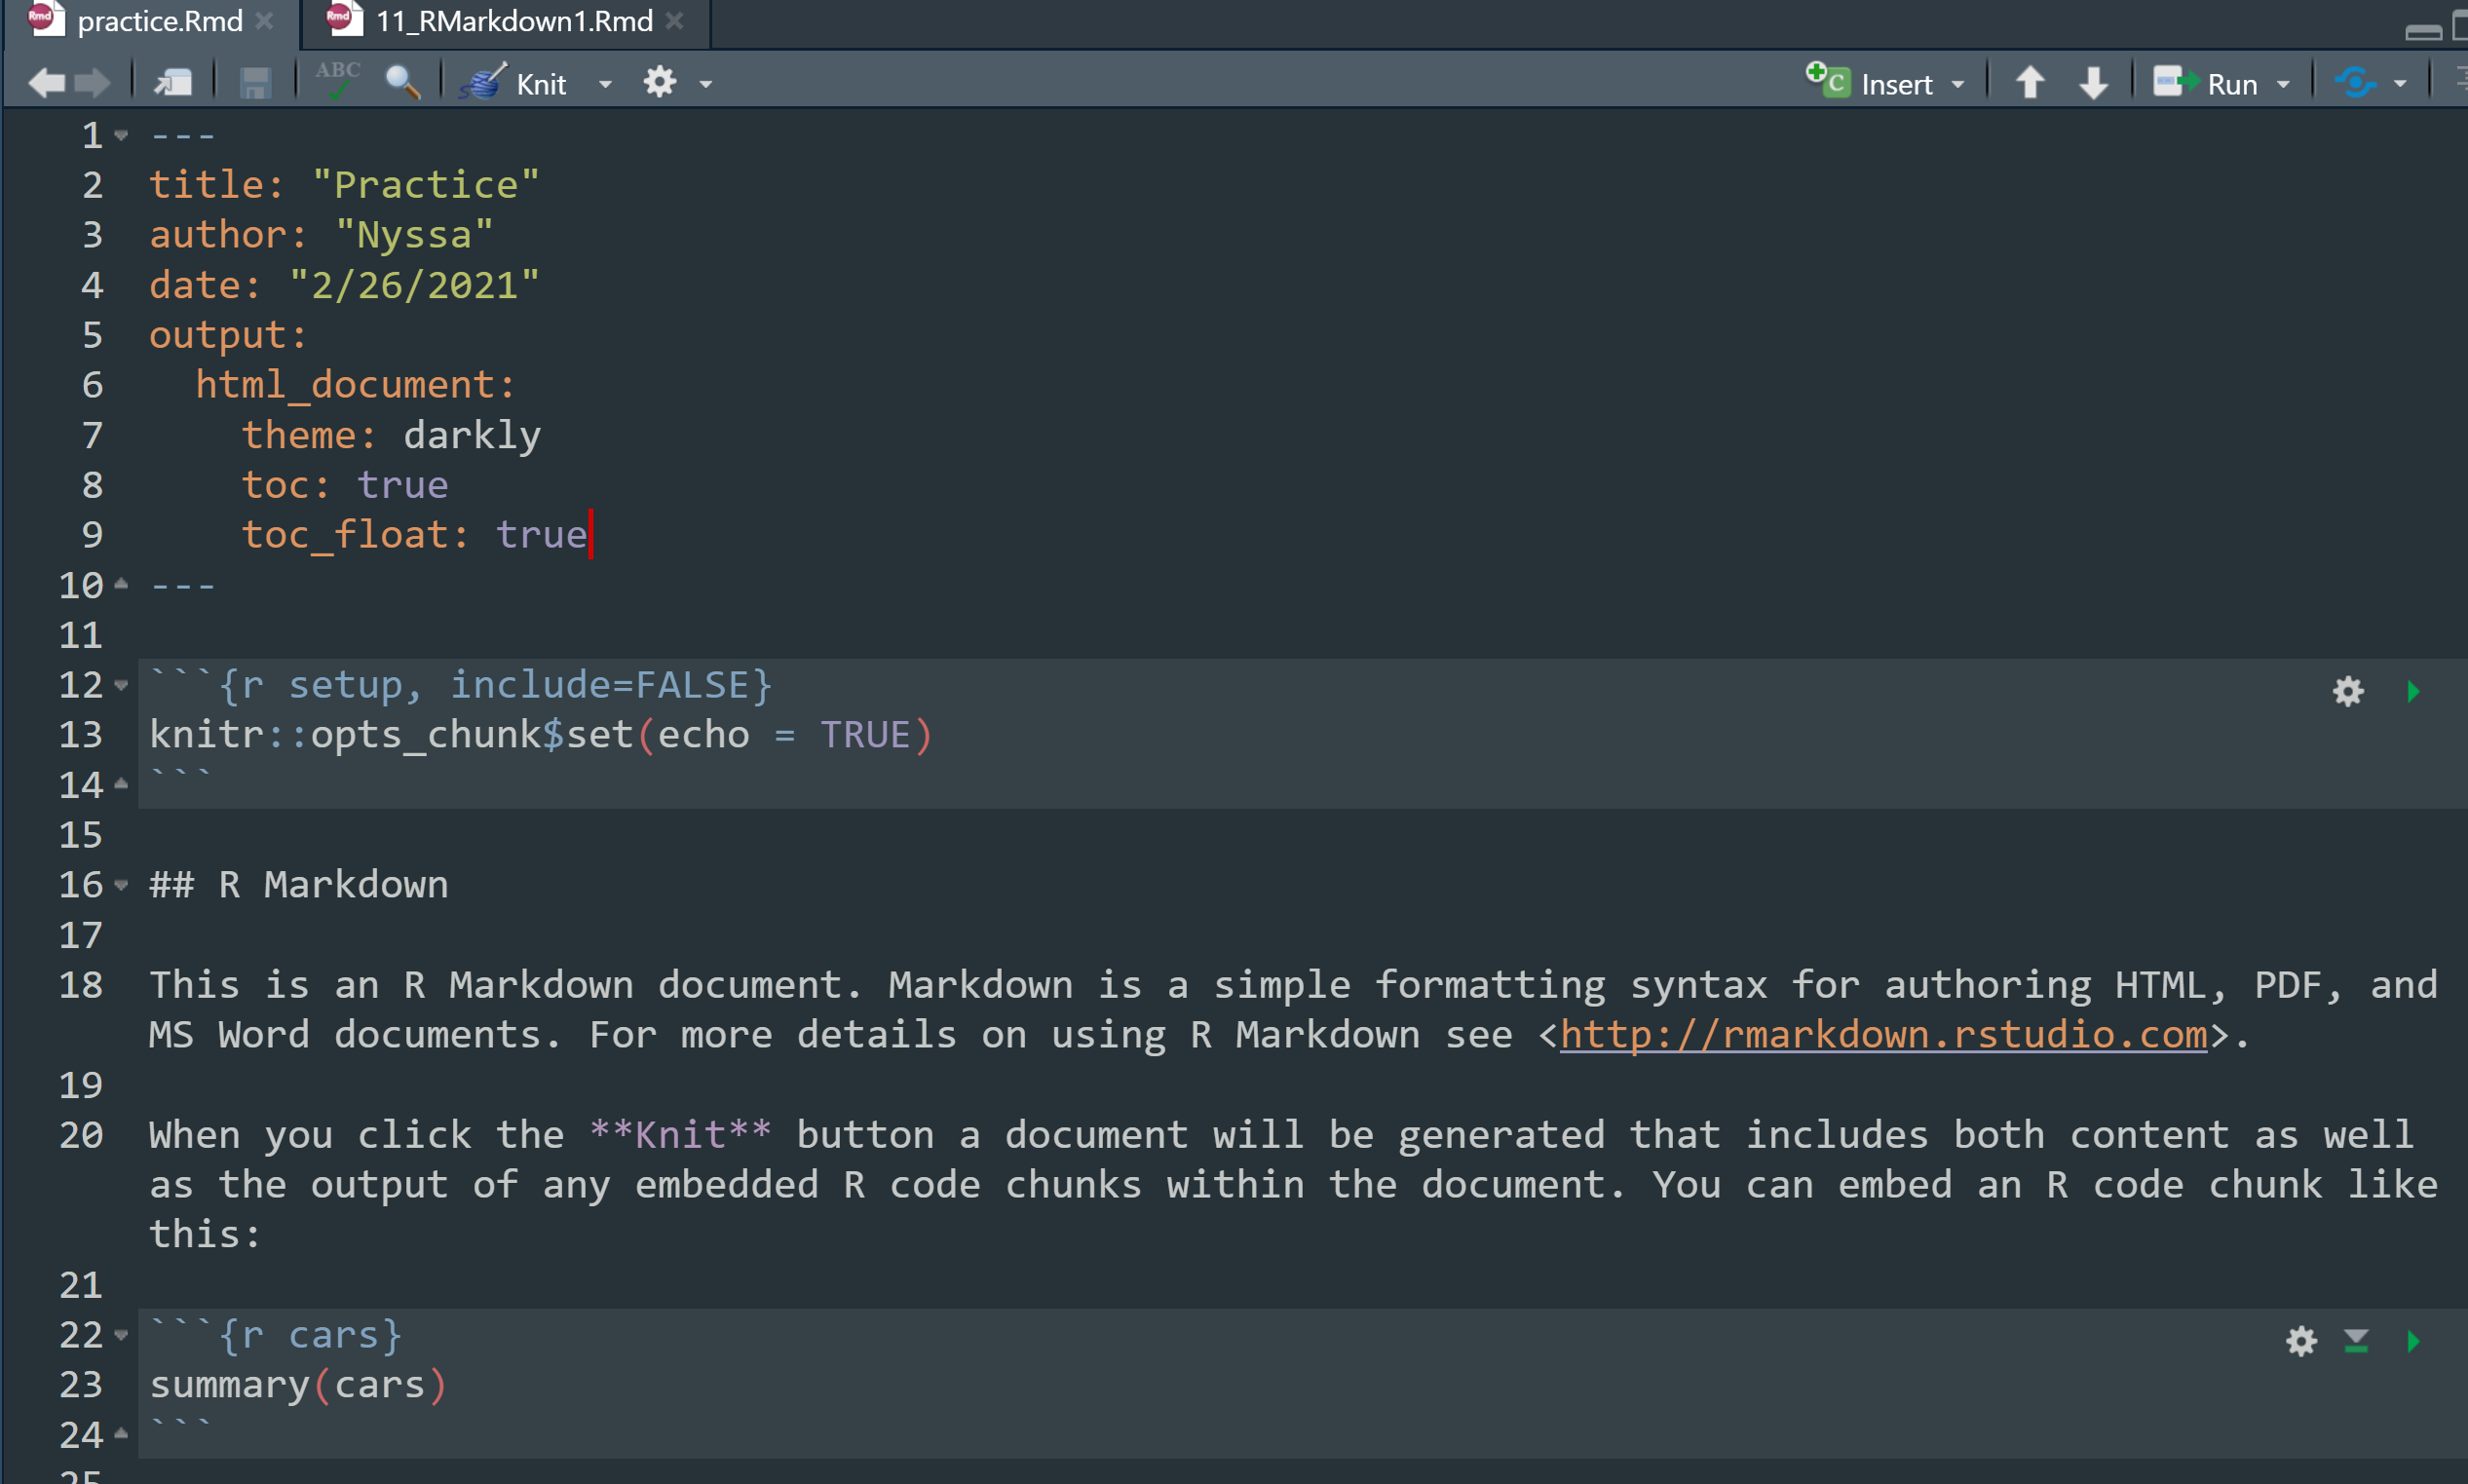 practice.Rmd 11_RMarkdown1.Rmd
ABC Knit Insert Run
1 ---
2 title: "Practice"
3 author: "Nyssa"
4 date: "2/26/2021"
5 output:
6   html_document:
7     theme: darkly
8     toc: true
9     toc_float: true
10 ---
11
12 ```{r setup, include=FALSE}
13 knitr::opts_chunk$set(echo = TRUE)
14 ```
15
16 ## R Markdown
17
18 This is an R Markdown document. Markdown is a simple formatting syntax for authoring HTML, PDF, and
MS Word documents. For more details on using R Markdown see <http://rmarkdown.rstudio.com>.
19
20 When you click the **Knit** button a document will be generated that includes both content as well
as the output of any embedded R code chunks within the document. You can embed an R code chunk like
this:
21
22 ```{r cars}
23 summary(cars)
24 ```
25